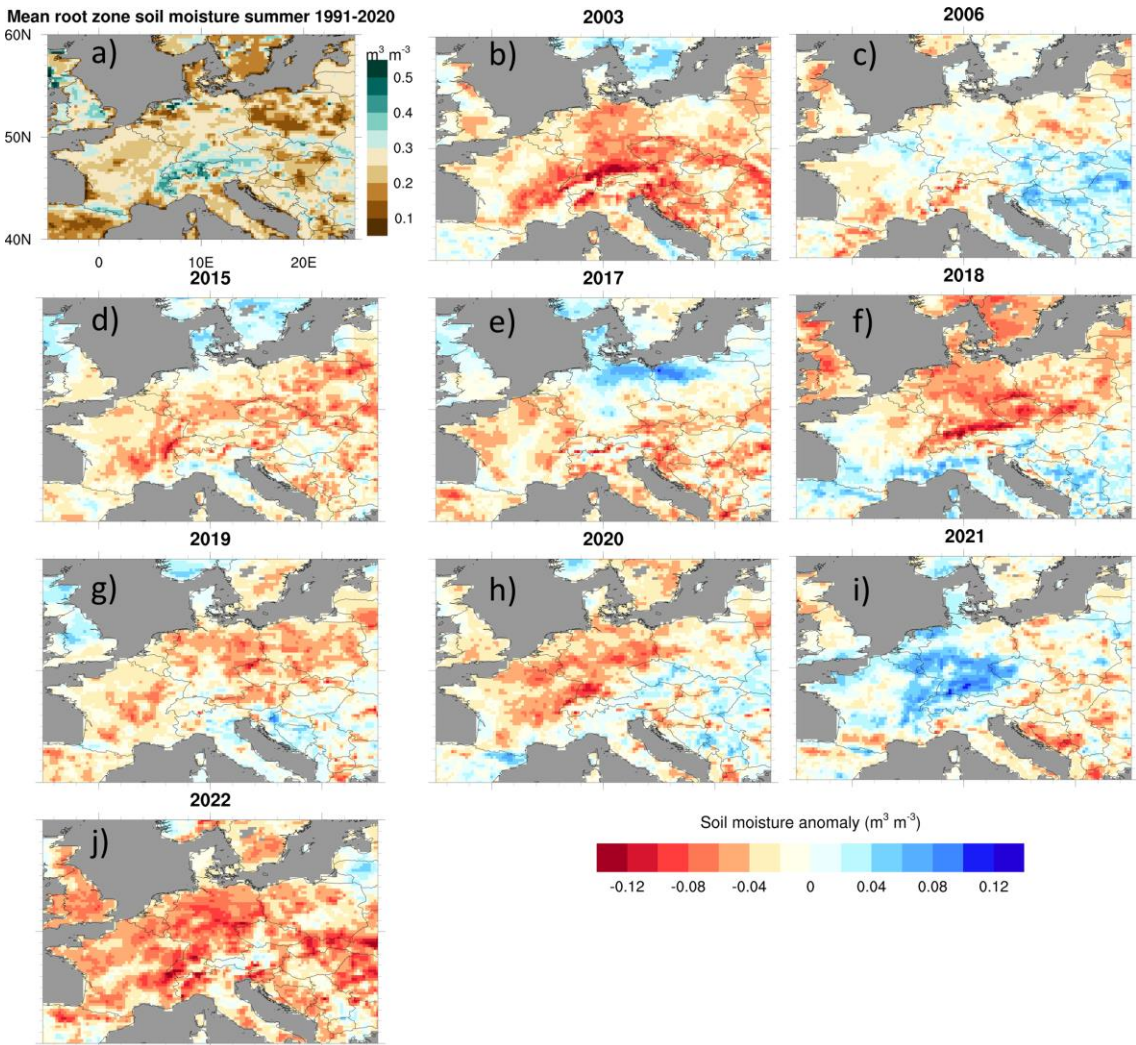 Mean root zone soil moisture summer 1991-2020
2003
2006
60N
50N
40N
0
10E
20E
a)
m³ m⁻³
0.5
0.4
0.3
0.2
0.1
b)
c)
2015
2017
2018
d)
e)
f)
2019
2020
2021
g)
h)
i)
2022
j)
Soil moisture anomaly (m³ m⁻³)
-0.12 -0.08 -0.04 0 0.04 0.08 0.12